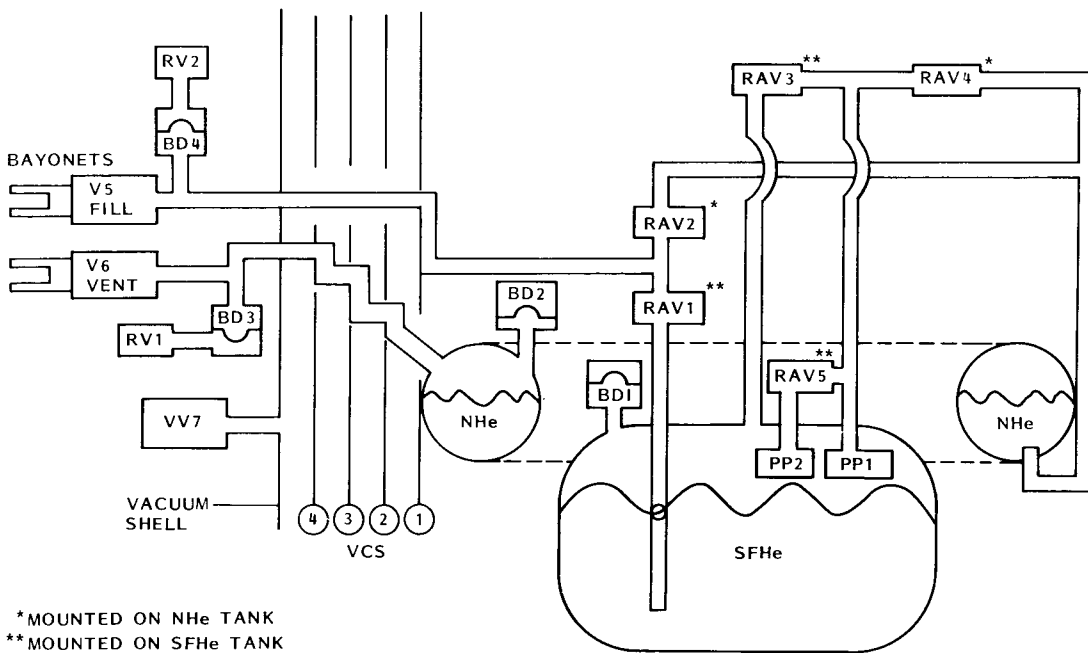 RV2
BD4
BAYONETS
V5
FILL
V6
VENT
RV1
BD3
VV7
VACUUM
SHELL
4
3
2
1
VCS
BD2
NHe
BD1
RAV3 **
RAV4 *
RAV2 *
RAV1 **
RAV5 **
PP2
PP1
NHe
SFHe
*MOUNTED ON NHe TANK
**MOUNTED ON SFHe TANK